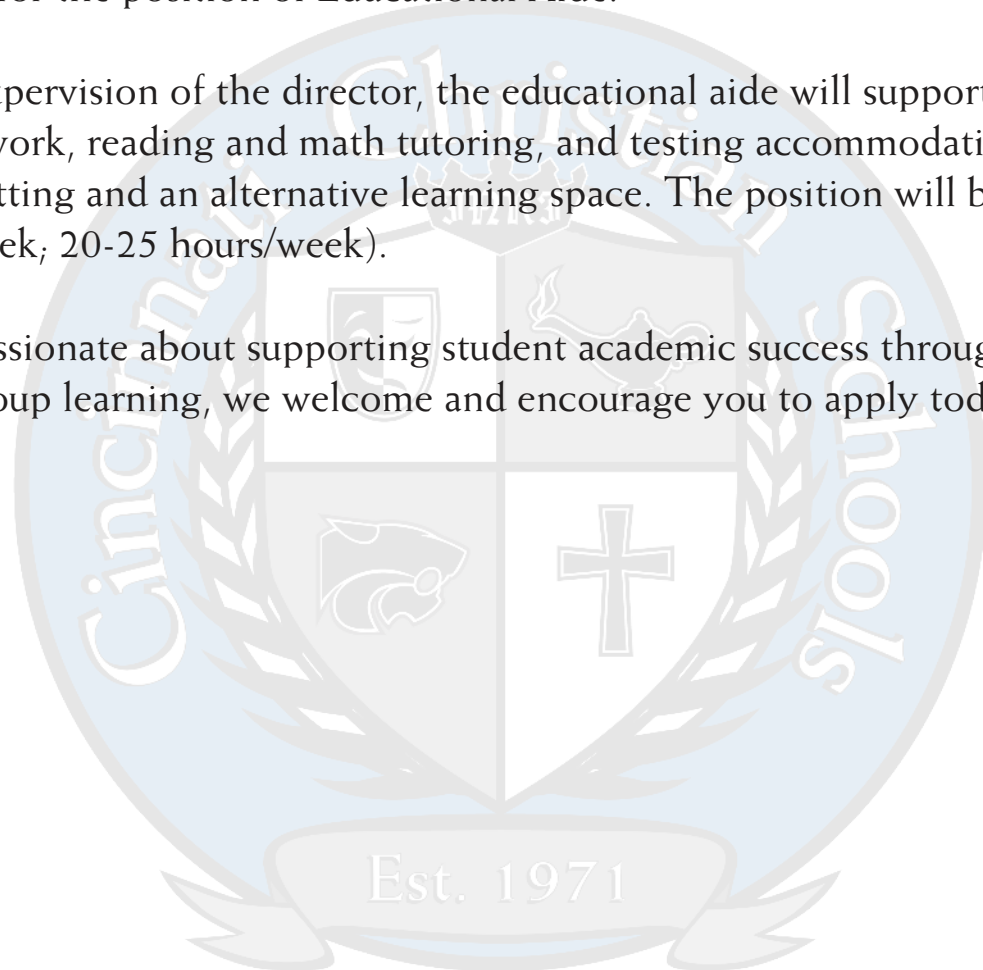 for the position of Educational Aide.
pervision of the director, the educational aide will support
work, reading and math tutoring, and testing accommodati
tting and an alternative learning space. The position will b
ek; 20-25 hours/week).
ssionate about supporting student academic success throug
oup learning, we welcome and encourage you to apply tod
Cincinnati Christian Schools
Est. 1971